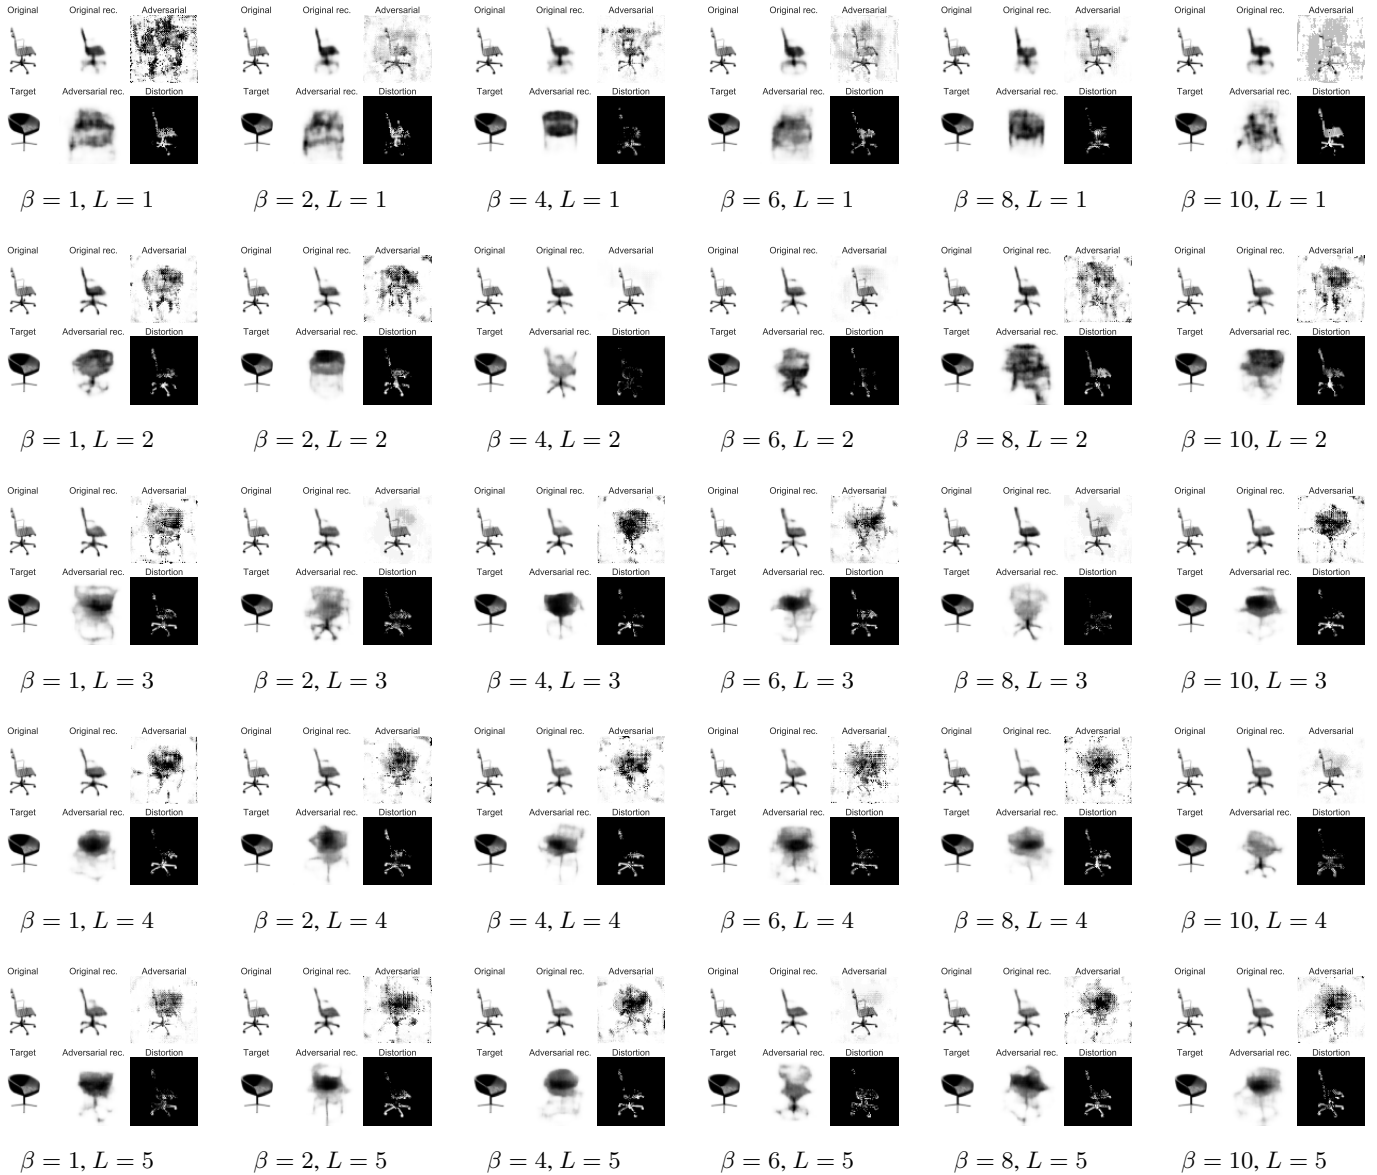 Original Original rec. Adversarial Original Original rec. Adversarial Original Original rec. Adversarial Original Original rec. Adversarial Original Original rec. Adversarial Original Original rec. Adversarial
Target Adversarial rec. Distortion Target Adversarial rec. Distortion Target Adversarial rec. Distortion Target Adversarial rec. Distortion Target Adversarial rec. Distortion Target Adversarial rec. Distortion
β = 1, L = 1 β = 2, L = 1 β = 4, L = 1 β = 6, L = 1 β = 8, L = 1 β = 10, L = 1
Original Original rec. Adversarial Original Original rec. Adversarial Original Original rec. Adversarial Original Original rec. Adversarial Original Original rec. Adversarial Original Original rec. Adversarial
Target Adversarial rec. Distortion Target Adversarial rec. Distortion Target Adversarial rec. Distortion Target Adversarial rec. Distortion Target Adversarial rec. Distortion Target Adversarial rec. Distortion
β = 1, L = 2 β = 2, L = 2 β = 4, L = 2 β = 6, L = 2 β = 8, L = 2 β = 10, L = 2
Original Original rec. Adversarial Original Original rec. Adversarial Original Original rec. Adversarial Original Original rec. Adversarial Original Original rec. Adversarial Original Original rec. Adversarial
Target Adversarial rec. Distortion Target Adversarial rec. Distortion Target Adversarial rec. Distortion Target Adversarial rec. Distortion Target Adversarial rec. Distortion Target Adversarial rec. Distortion
β = 1, L = 3 β = 2, L = 3 β = 4, L = 3 β = 6, L = 3 β = 8, L = 3 β = 10, L = 3
Original Original rec. Adversarial Original Original rec. Adversarial Original Original rec. Adversarial Original Original rec. Adversarial Original Original rec. Adversarial Original Original rec. Adversarial
Target Adversarial rec. Distortion Target Adversarial rec. Distortion Target Adversarial rec. Distortion Target Adversarial rec. Distortion Target Adversarial rec. Distortion Target Adversarial rec. Distortion
β = 1, L = 4 β = 2, L = 4 β = 4, L = 4 β = 6, L = 4 β = 8, L = 4 β = 10, L = 4
Original Original rec. Adversarial Original Original rec. Adversarial Original Original rec. Adversarial Original Original rec. Adversarial Original Original rec. Adversarial Original Original rec. Adversarial
Target Adversarial rec. Distortion Target Adversarial rec. Distortion Target Adversarial rec. Distortion Target Adversarial rec. Distortion Target Adversarial rec. Distortion Target Adversarial rec. Distortion
β = 1, L = 5 β = 2, L = 5 β = 4, L = 5 β = 6, L = 5 β = 8, L = 5 β = 10, L = 5